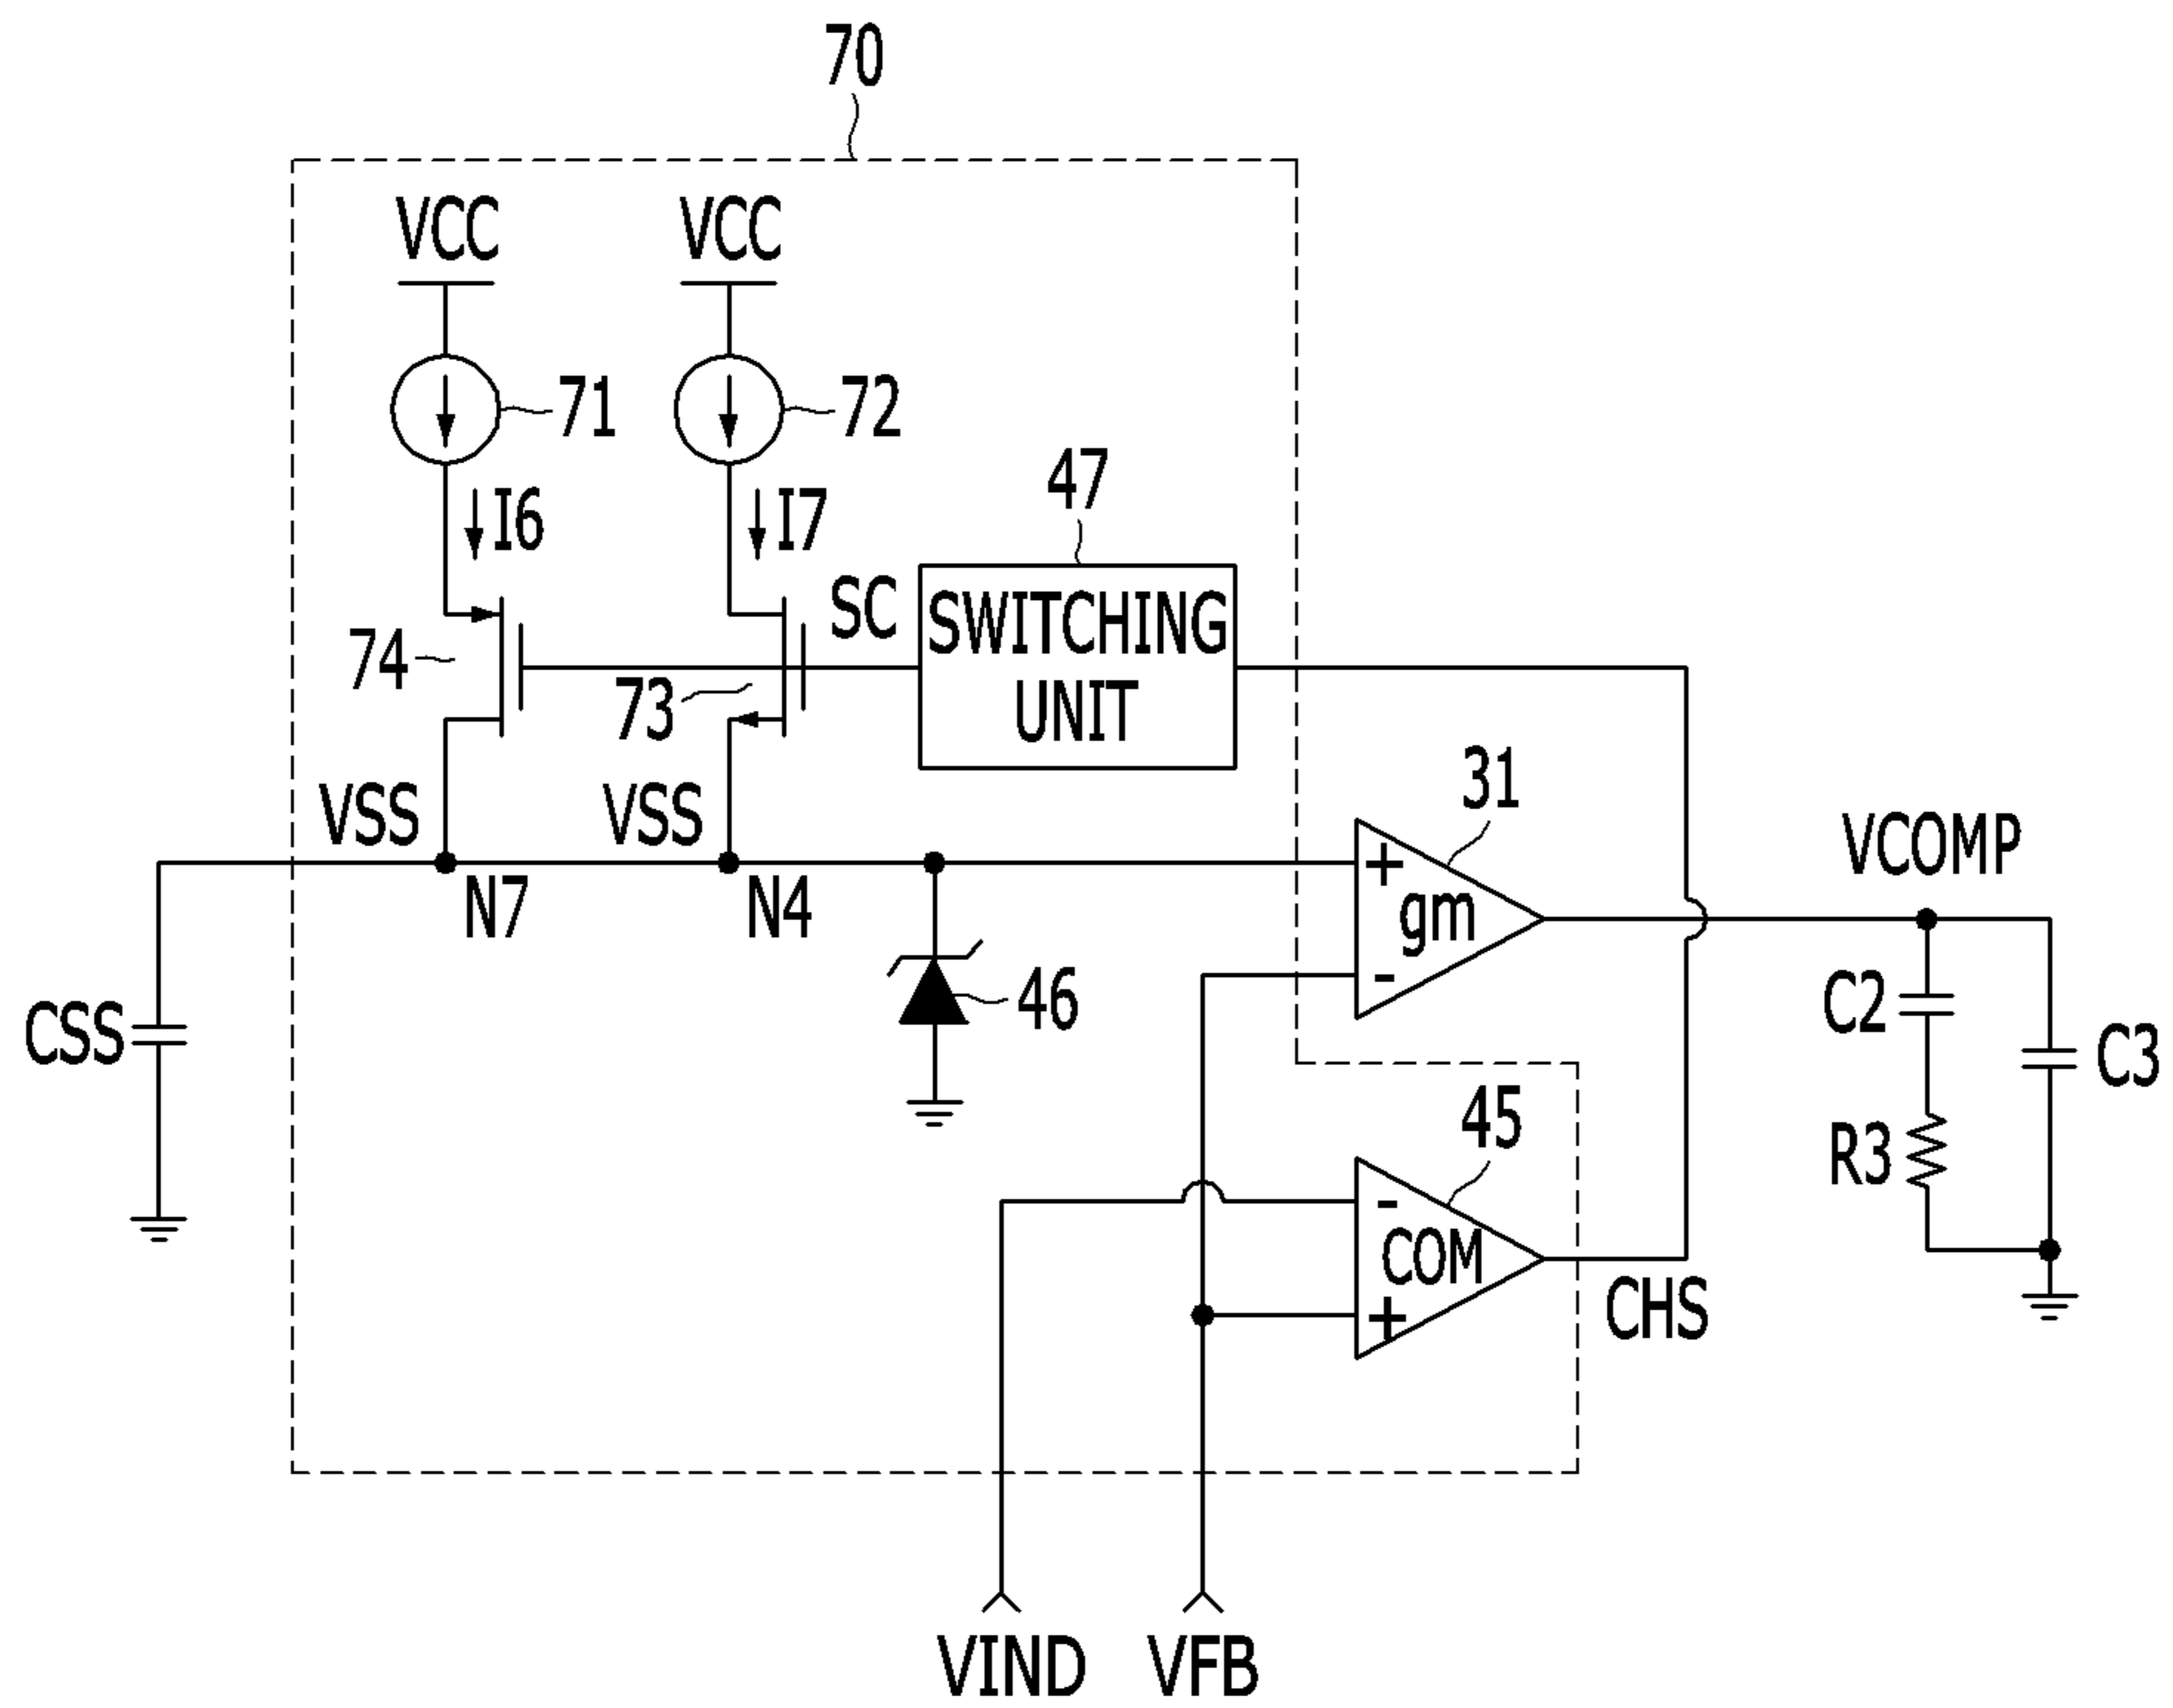 70
VCC
VCC
71
72
I6
I7
47
SC
SWITCHING
UNIT
74
73
31
VSS
VSS
VCOMP
+
gm
-
N7
N4
46
CSS
C2
C3
45
R3
-
COM
+
CHS
VIND
VFB